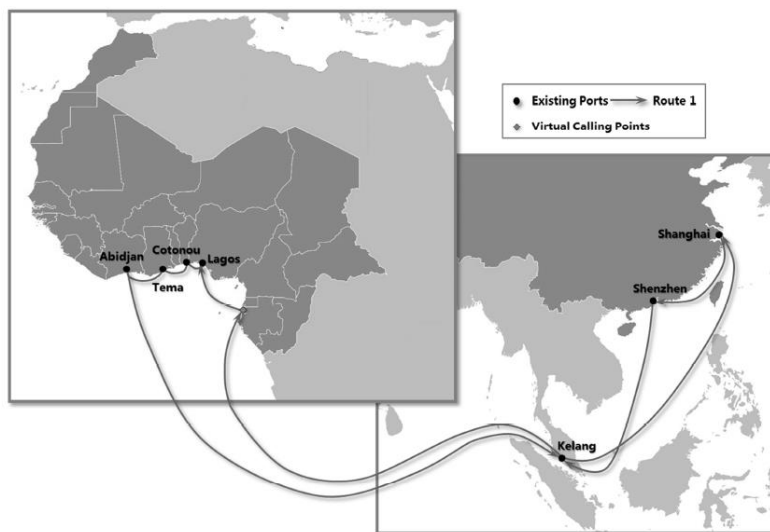 Existing Ports
Route 1
Virtual Calling Points
Shanghai
Cotonou
Abidjan
Lagos
Tema
Shenzhen
Kelang